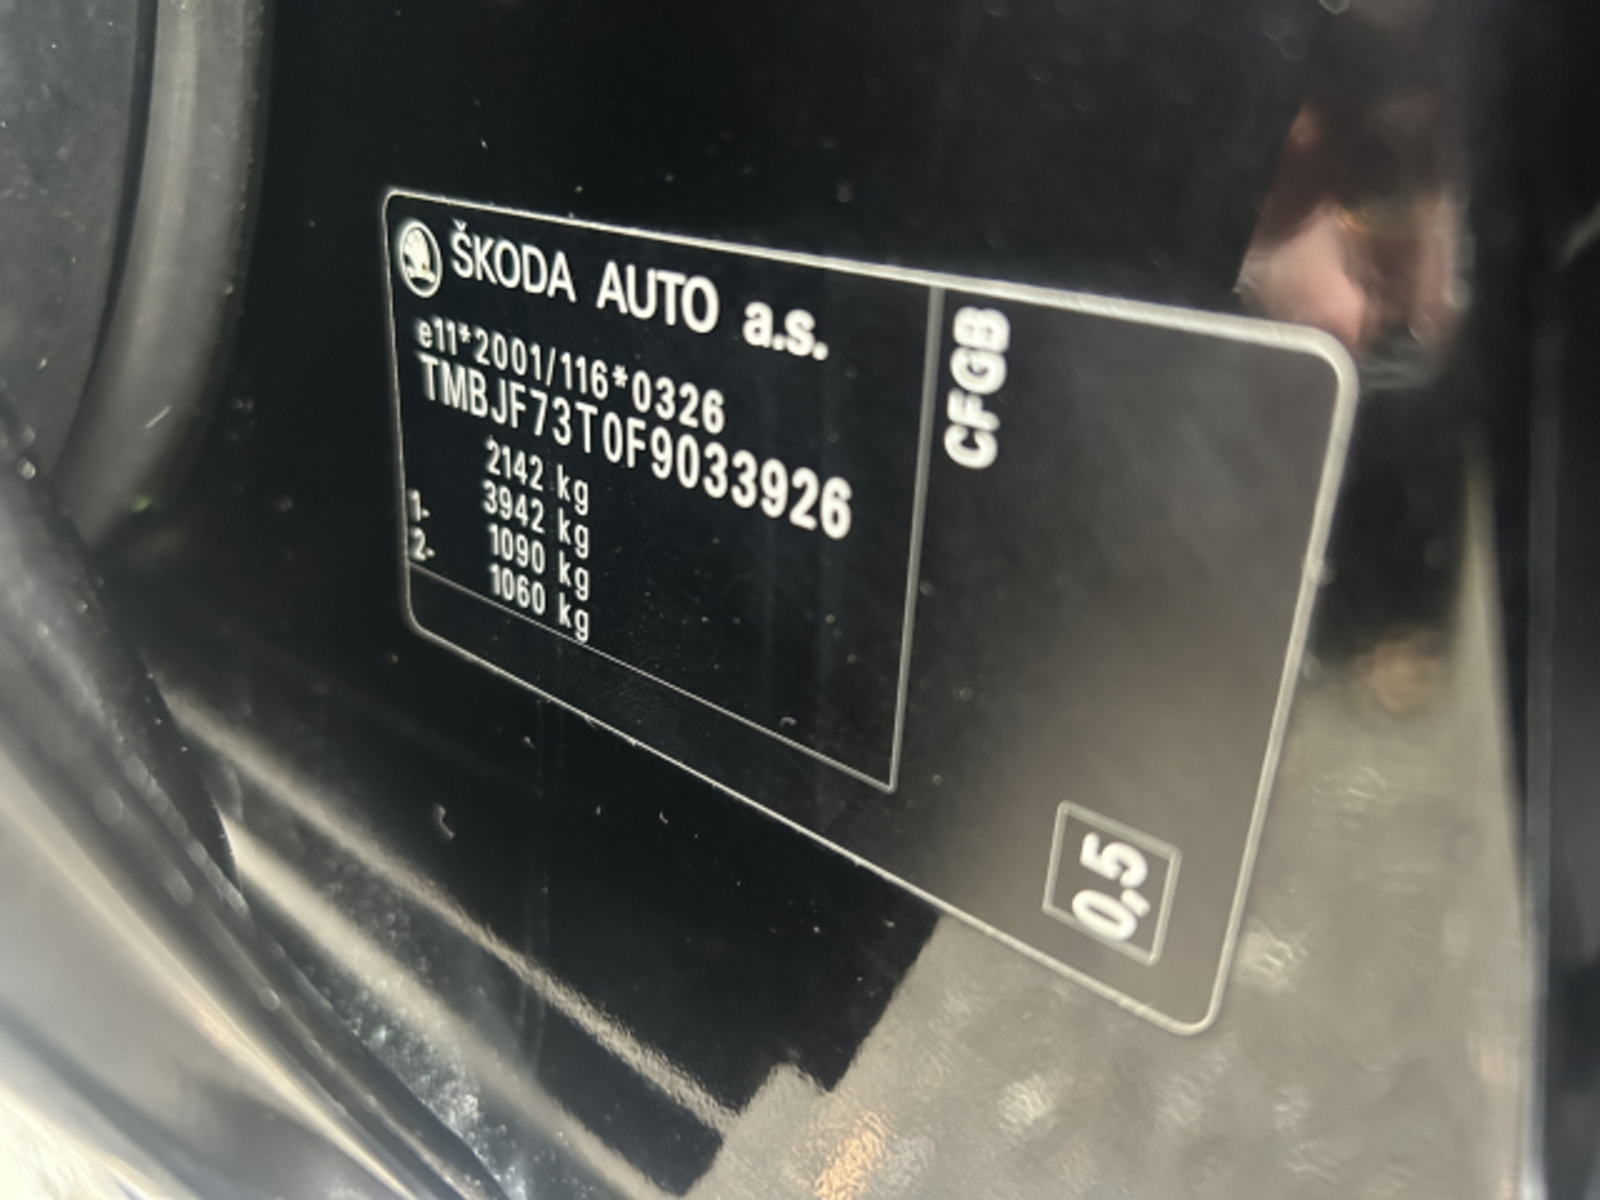 ŠKODA AUTO a.s.
e11*2001/116*0326
TMBJF73T0F9033926
2142 kg
3942 kg
1- 1090 kg
2- 1060 kg
CFGB
0,5